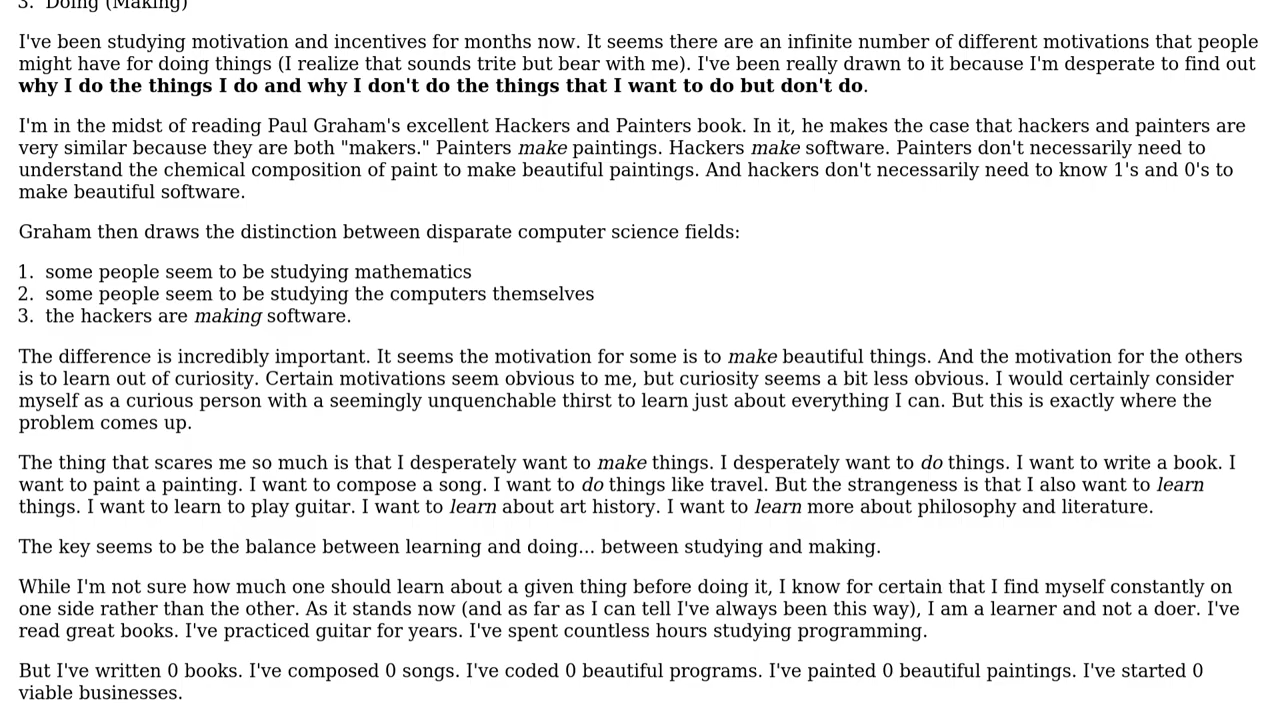 3. Doing (Making)
I've been studying motivation and incentives for months now. It seems there are an infinite number of different motivations that people
might have for doing things (I realize that sounds trite but bear with me). I've been really drawn to it because I'm desperate to find out
why I do the things I do and why I don't do the things that I want to do but don't do.
I'm in the midst of reading Paul Graham's excellent Hackers and Painters book. In it, he makes the case that hackers and painters are
very similar because they are both "makers." Painters make paintings. Hackers make software. Painters don't necessarily need to
understand the chemical composition of paint to make beautiful paintings. And hackers don't necessarily need to know 1's and 0's to
make beautiful software.
Graham then draws the distinction between disparate computer science fields:
1. some people seem to be studying mathematics
2. some people seem to be studying the computers themselves
3. the hackers are making software.
The difference is incredibly important. It seems the motivation for some is to make beautiful things. And the motivation for the others
is to learn out of curiosity. Certain motivations seem obvious to me, but curiosity seems a bit less obvious. I would certainly consider
myself as a curious person with a seemingly unquenchable thirst to learn just about everything I can. But this is exactly where the
problem comes up.
The thing that scares me so much is that I desperately want to make things. I desperately want to do things. I want to write a book. I
want to paint a painting. I want to compose a song. I want to do things like travel. But the strangeness is that I also want to learn
things. I want to learn to play guitar. I want to learn about art history. I want to learn more about philosophy and literature.
The key seems to be the balance between learning and doing... between studying and making.
While I'm not sure how much one should learn about a given thing before doing it, I know for certain that I find myself constantly on
one side rather than the other. As it stands now (and as far as I can tell I've always been this way), I am a learner and not a doer. I've
read great books. I've practiced guitar for years. I've spent countless hours studying programming.
But I've written 0 books. I've composed 0 songs. I've coded 0 beautiful programs. I've painted 0 beautiful paintings. I've started 0
viable businesses.